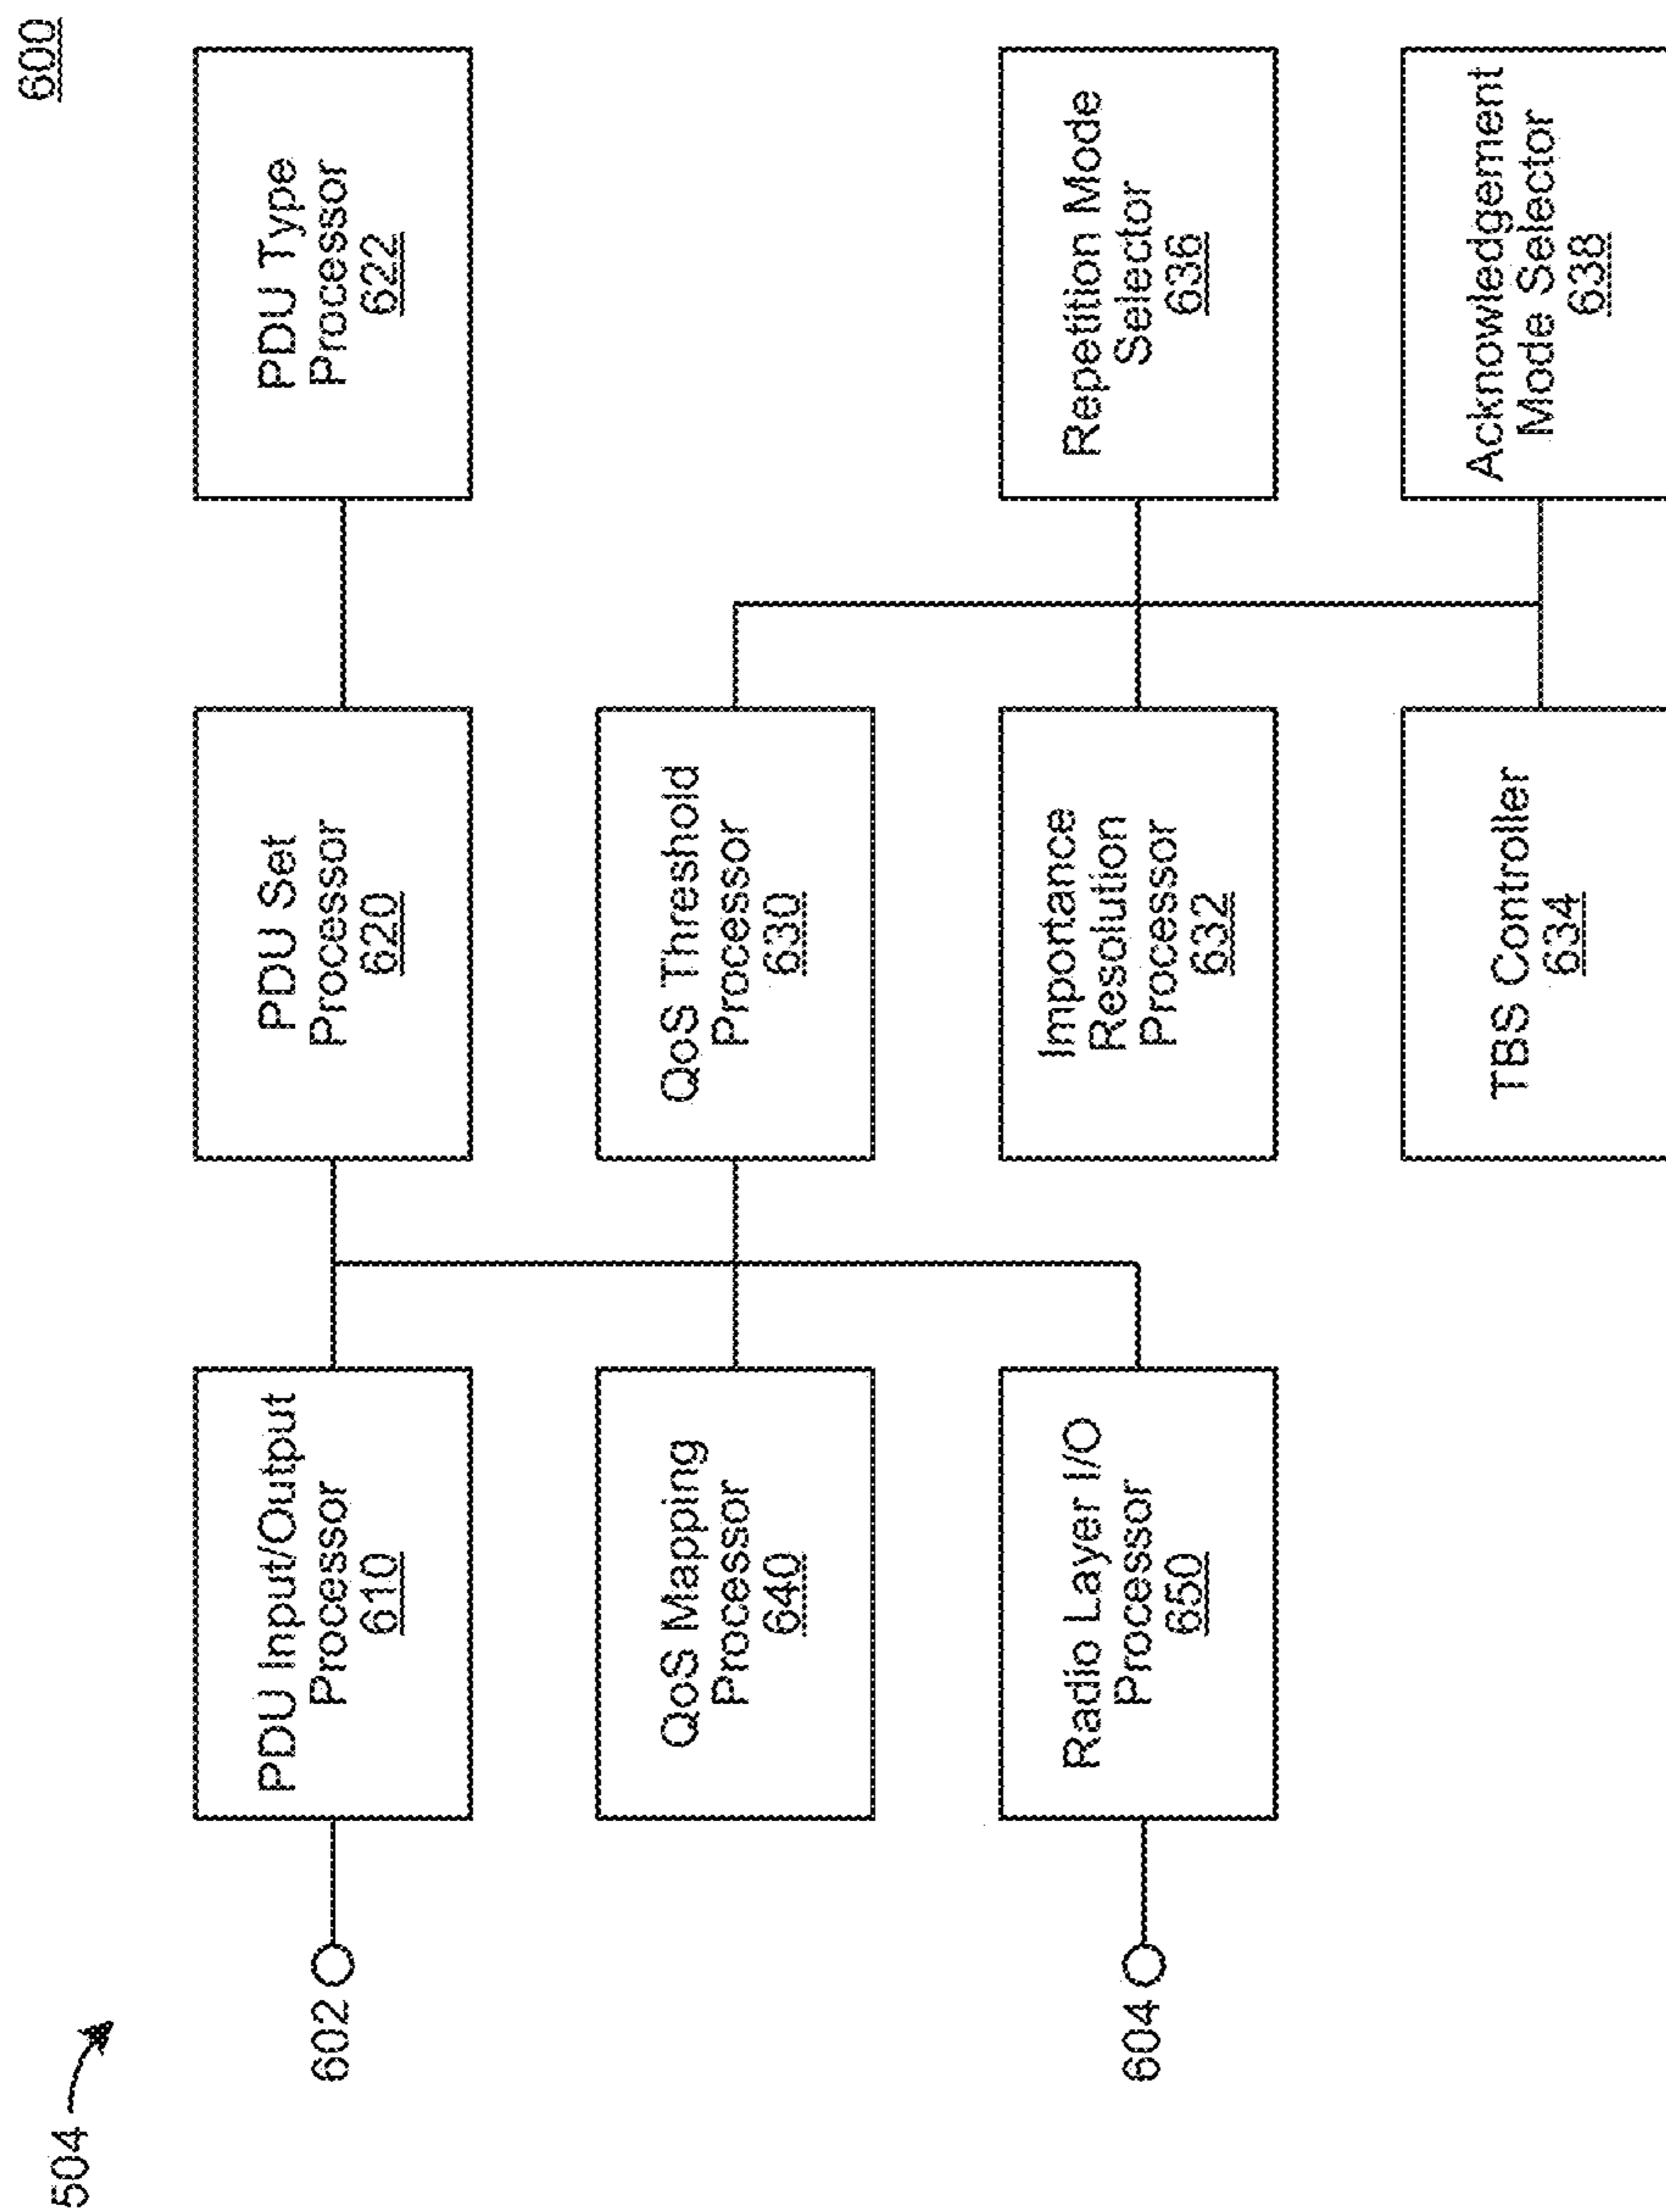 600
504
602
PDU Input/Output
Processor
610
PDU Set
Processor
620
PDU Type
Processor
622
QoS Mapping
Processor
640
QoS Threshold
Processor
630
604
Radio Layer I/O
Processor
650
Importance
Resolution
Processor
632
Repetition Mode
Selector
636
TBS Controller
634
Acknowledgement
Mode Selector
638